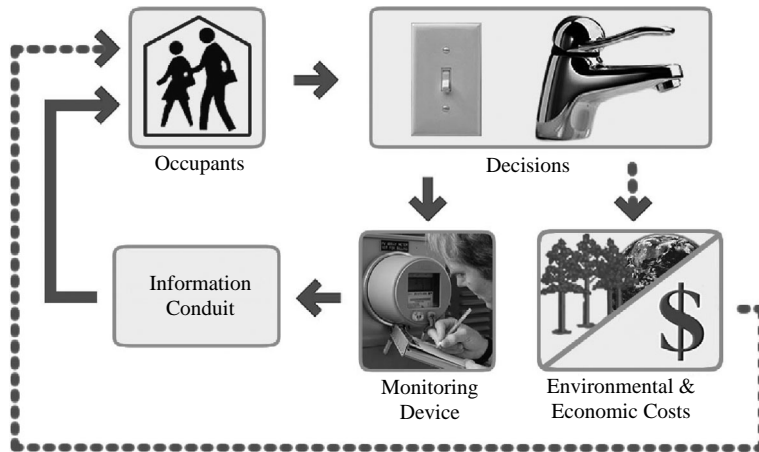 Occupants
Decisions
Information
Conduit
Monitoring
Device
$
Environmental &
Economic Costs